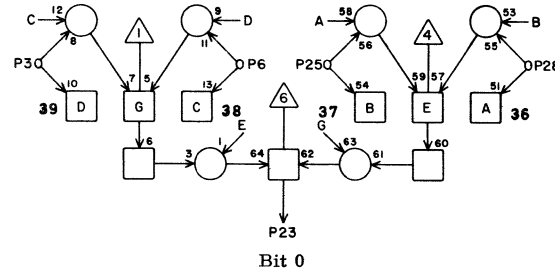 C 12 8 1 9 D A 58 56 4 53 B
11 55
P3 7 5 P6 P25 59 57 P28
10 13 54 51
39 D G C 38 6 37 B E A 36
6 E G 60
3 1 64 62 63 61
P23
Bit 0